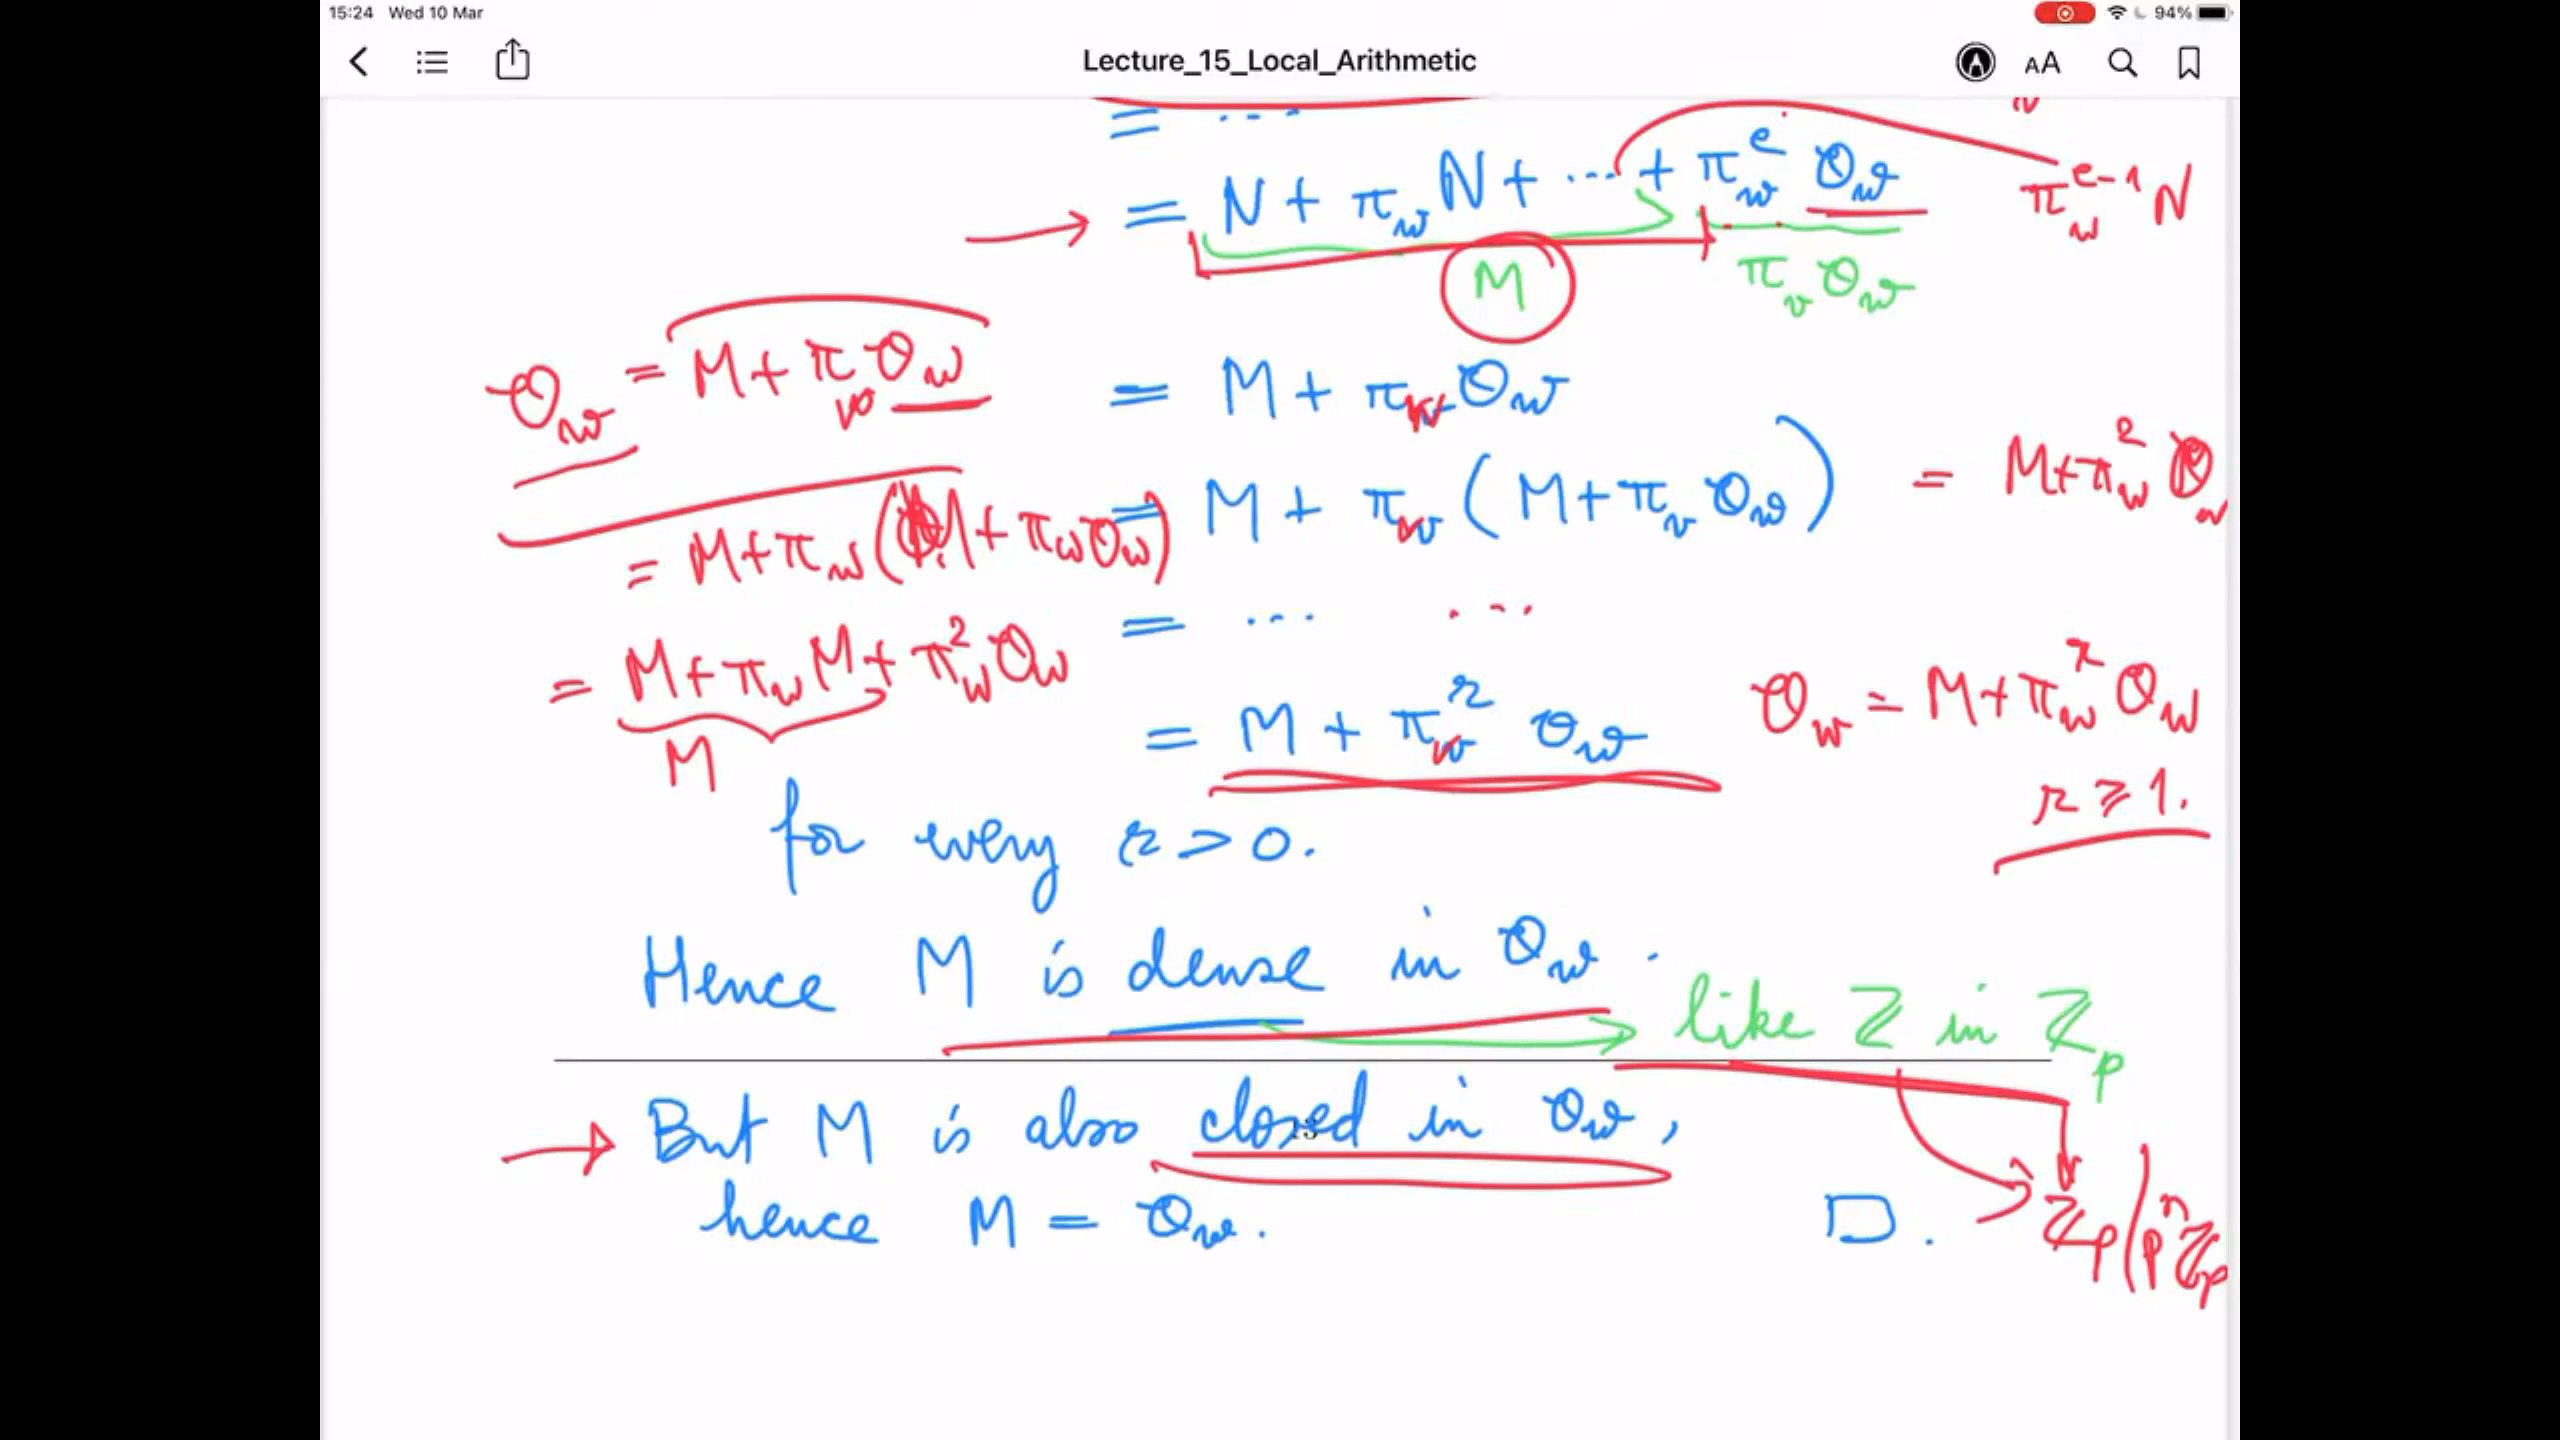 15:24 Wed 10 Mar 94%
Lecture_15_Local_Arithmetic
AA
= ...
= N + π_w N + ... + π_w^e O_w
π_w^{e-1} N
M
π_v O_w
O_w = M + π_v O_w
= M + π_w O_w
= M + π_w (M + π_v O_w) = M + π_w^2 O_w
= M + π_w (M + π_w O_w)
= ... ...
= M + π_w M + π_w^2 O_w
M
= M + π_w^r O_w
O_w = M + π_w^r O_w
r ≥ 1.
for every r > 0.
Hence M is dense in O_w.
like ℤ in ℤ_p
But M is also closed in O_w,
13
hence M = O_w. □.
ℤ_p / p^n ℤ_p